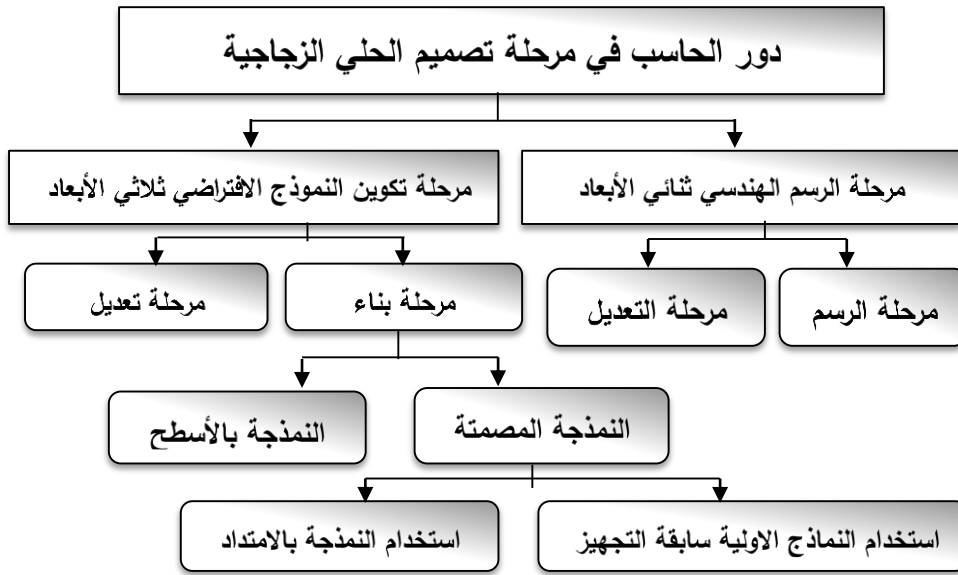 دور الحاسب في مرحلة تصميم الحلي الزجاجية
مرحلة الرسم الهندسي ثنائي الأبعاد
مرحلة تكوين النموذج الافتراضي ثلاثي الأبعاد
مرحلة الرسم
مرحلة التعديل
مرحلة بناء
مرحلة تعديل
النمذجة المصمتة
النمذجة بالأسطح
استخدام النماذج الاولية سابقة التجهيز
استخدام النمذجة بالامتداد